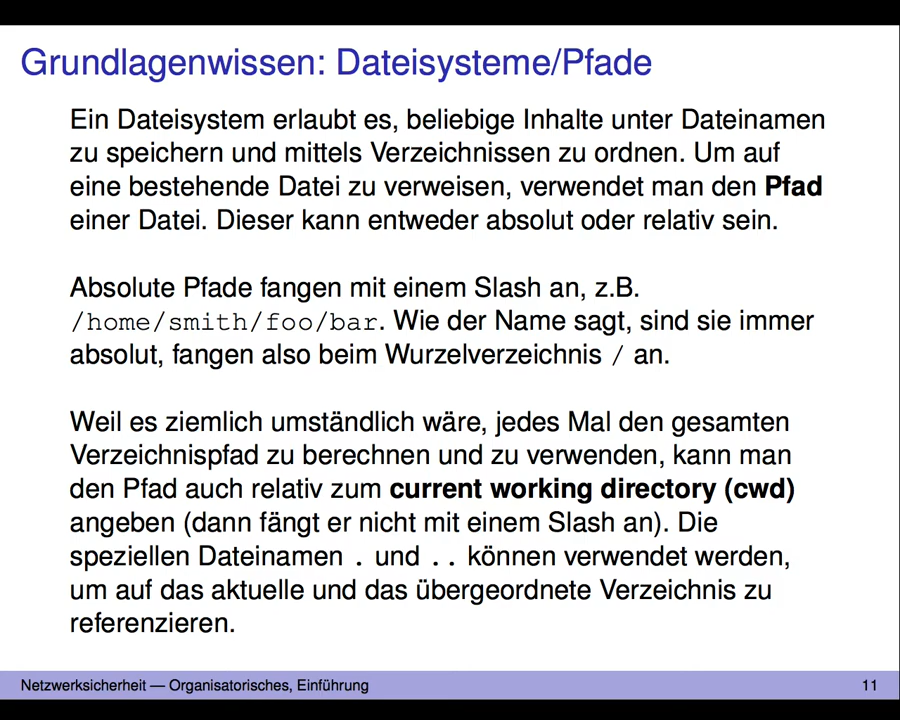 Grundlagenwissen: Dateisysteme/Pfade
Ein Dateisystem erlaubt es, beliebige Inhalte unter Dateinamen
zu speichern und mittels Verzeichnissen zu ordnen. Um auf
eine bestehende Datei zu verweisen, verwendet man den Pfad
einer Datei. Dieser kann entweder absolut oder relativ sein.
Absolute Pfade fangen mit einem Slash an, z.B.
/home/smith/foo/bar. Wie der Name sagt, sind sie immer
absolut, fangen also beim Wurzelverzeichnis / an.
Weil es ziemlich umständlich wäre, jedes Mal den gesamten
Verzeichnispfad zu berechnen und zu verwenden, kann man
den Pfad auch relativ zum current working directory (cwd)
angeben (dann fängt er nicht mit einem Slash an). Die
speziellen Dateinamen . und .. können verwendet werden,
um auf das aktuelle und das übergeordnete Verzeichnis zu
referenzieren.
Netzwerksicherheit — Organisatorisches, Einführung
11